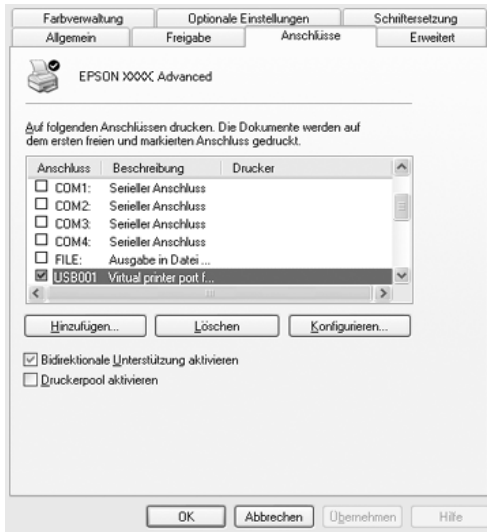 Farbverwaltung Optionale Einstellungen Schriftersetzung
Allgemein Freigabe Anschlüsse Erweitert
EPSON XXXX Advanced
Auf folgenden Anschlüssen drucken. Die Dokumente werden auf
dem ersten freien und markierten Anschluss gedruckt.
Anschluss Beschreibung Drucker
COM1: Serieller Anschluss
COM2: Serieller Anschluss
COM3: Serieller Anschluss
COM4: Serieller Anschluss
FILE: Ausgabe in Datei ...
USB001 Virtual printer port f...
Hinzufügen... Löschen Konfigurieren...
Bidirektionale Unterstützung aktivieren
Druckerpool aktivieren
OK Abbrechen Übernehmen Hilfe